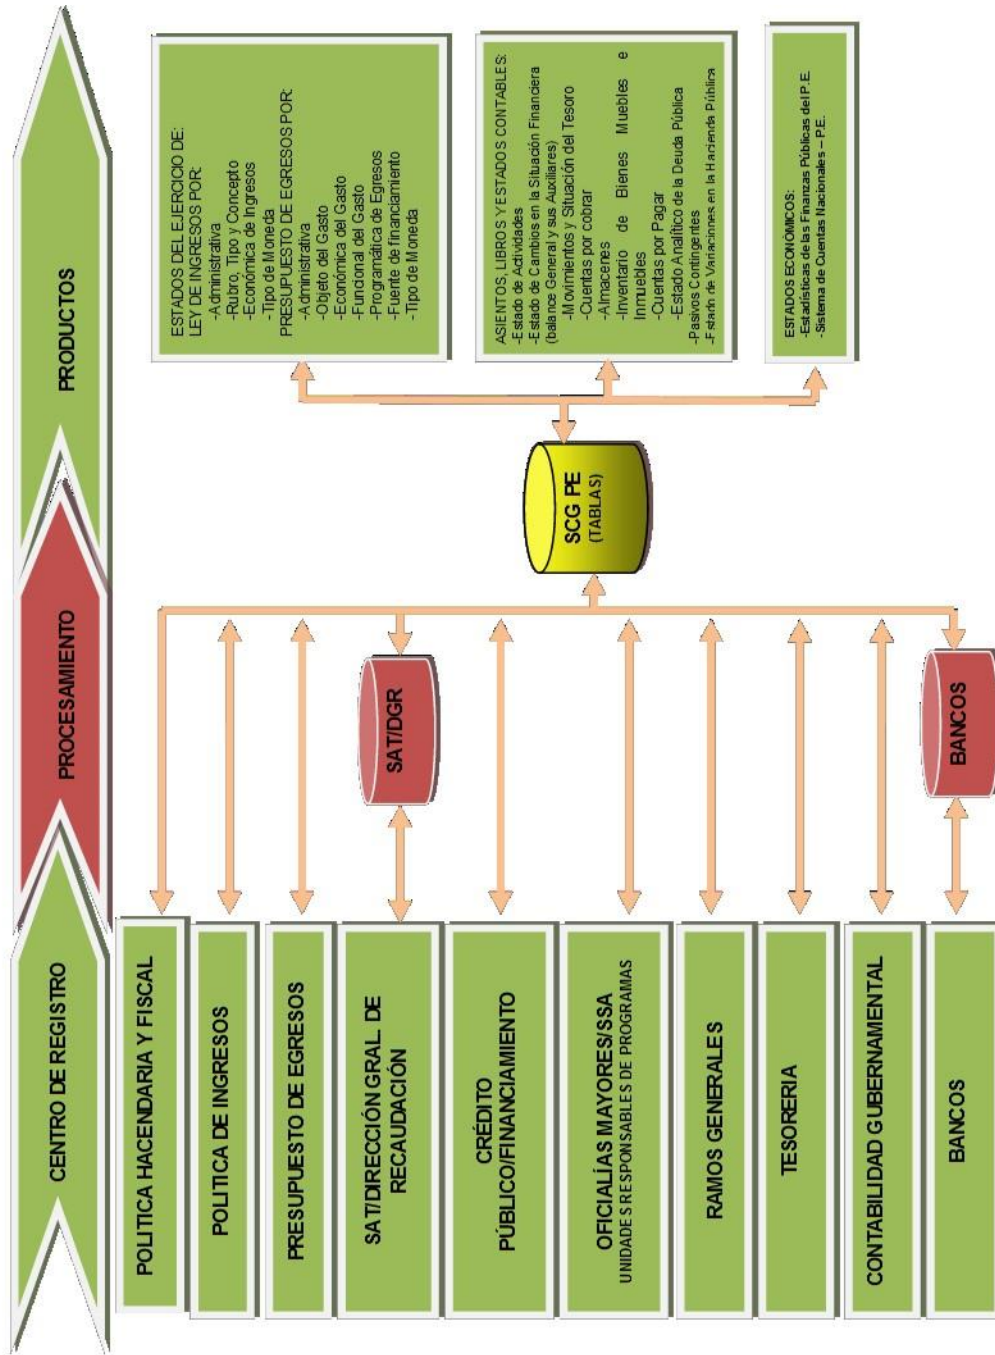 CENTRO DE REGISTRO
PROCESAMIENTO
PRODUCTOS
POLITICA HACENDARIA Y FISCAL
POLITICA DE INGRESOS
PRESUPUESTO DE EGRESOS
SAT/DIRECCIÓN GRAL. DE
RECAUDACIÓN
CRÉDITO
PÚBLICO/FINANCIAMIENTO
OFICIALÍAS MAYORES/SSA
UNIDADES RESPONSABLES DE PROGRAMAS
RAMOS GENERALES
TESORERIA
CONTABILIDAD GUBERNAMENTAL
BANCOS
SAT/DGR
BANCOS
SCG PE
(TABLAS)
ESTADOS DEL EJERCICIO DE:
LEY DE INGRESOS POR:
-Administrativa
-Rubro, Tipo y Concepto
-Económica de Ingresos
-Tipo de Moneda
PRESUPUESTO DE EGRESOS POR:
-Administrativa
-Objeto del Gasto
-Económica del Gasto
-Funcional del Gasto
-Programática de Egresos
-Fuente de financiamiento
-Tipo de Moneda
ASIENTOS, LIBROS Y ESTADOS CONTABLES:
-Estado de Actividades
-Estado de Cambios en la Situación Financiera
(balance General y sus Auxiliares)
-Movimientos y Situación del Tesoro
-Cuentas por cobrar
-Almacenes
-Inventario de Bienes Muebles e
Inmuebles
-Cuentas por Pagar
-Estado Analítico de la Deuda Pública
-Pasivos Contingentes
-Estado de Variaciones en la Hacienda Pública
ESTADOS ECONÓMICOS:
-Estadísticas de las Finanzas Públicas del P.E.
-Sistema de Cuentas Nacionales – P.E.